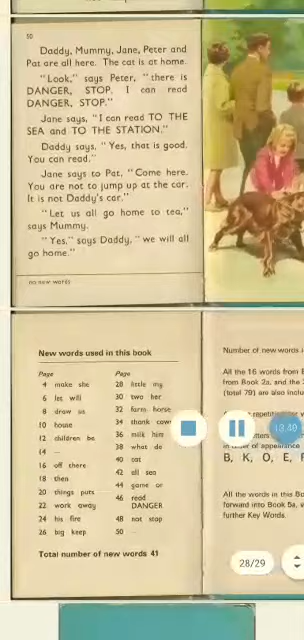 50
Daddy, Mummy, Jane, Peter and
Pat are all here. The cat is at home.
"Look," says Peter, "there is
DANGER, STOP. I can read
DANGER, STOP."
Jane says, "I can read TO THE
SEA and TO THE STATION."
Daddy says, "Yes, that is good.
You can read."
Jane says to Pat, "Come here.
You are not to jump up at the car.
It is not Daddy's car."
"Let us all go home to tea,"
says Mummy.
"Yes," says Daddy, "we will all
go home."
no new words
New words used in this book
Page
4 make she
6 let will
8 draw so
10 house
12 children be
14 –
16 off there
18 then
20 things puts
22 work away
24 his fire
26 big keep
Page
28 little my
30 two her
32 farm horse
34 thank cow
36 milk him
38 what do
40 cat
42 all sea
44 game or
46 read
DANGER
48 not stop
50 –
Total number of new words 41
Number of new words
All the 16 words from
from Book 2a, and the
(total 79) are also
repetition
of appearance
B, K, O, E,
All the words in this
forward into Book 5a,
further Key Words.
13:40
28/29